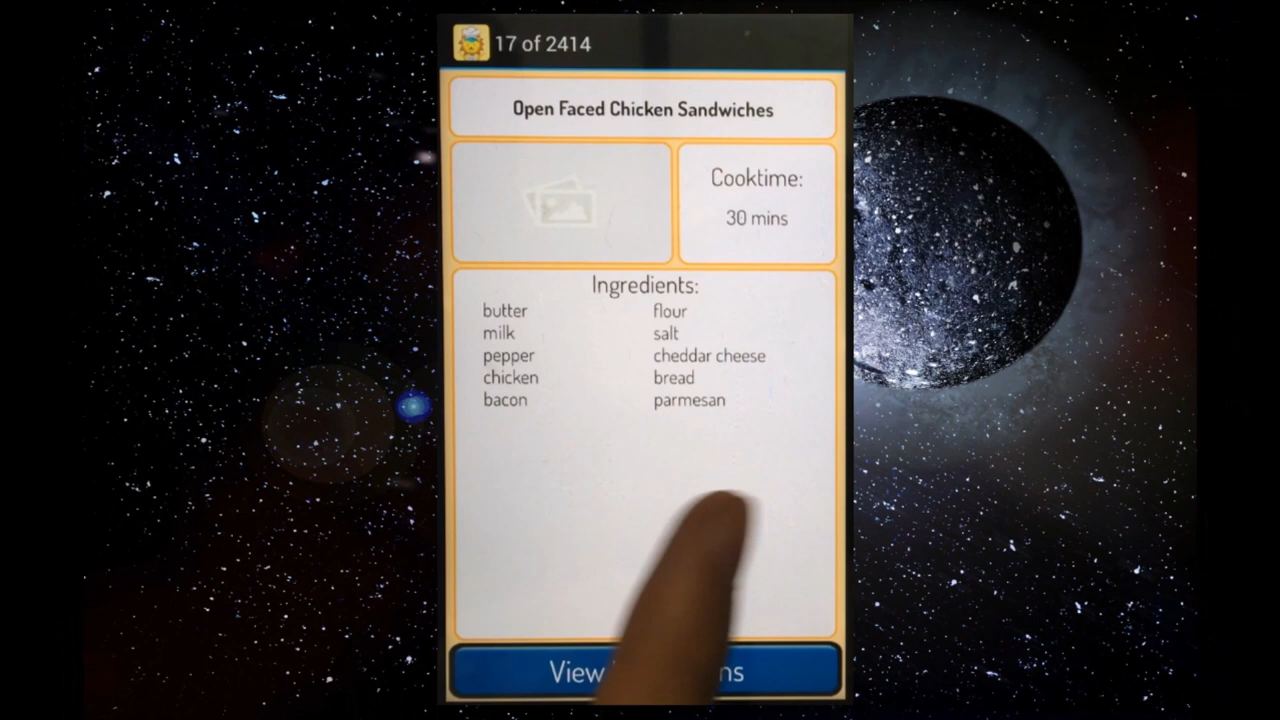 17 of 2414
Open Faced Chicken Sandwiches
Cooktime:
30 mins
Ingredients:
butter flour
milk salt
pepper cheddar cheese
chicken bread
bacon parmesan
View